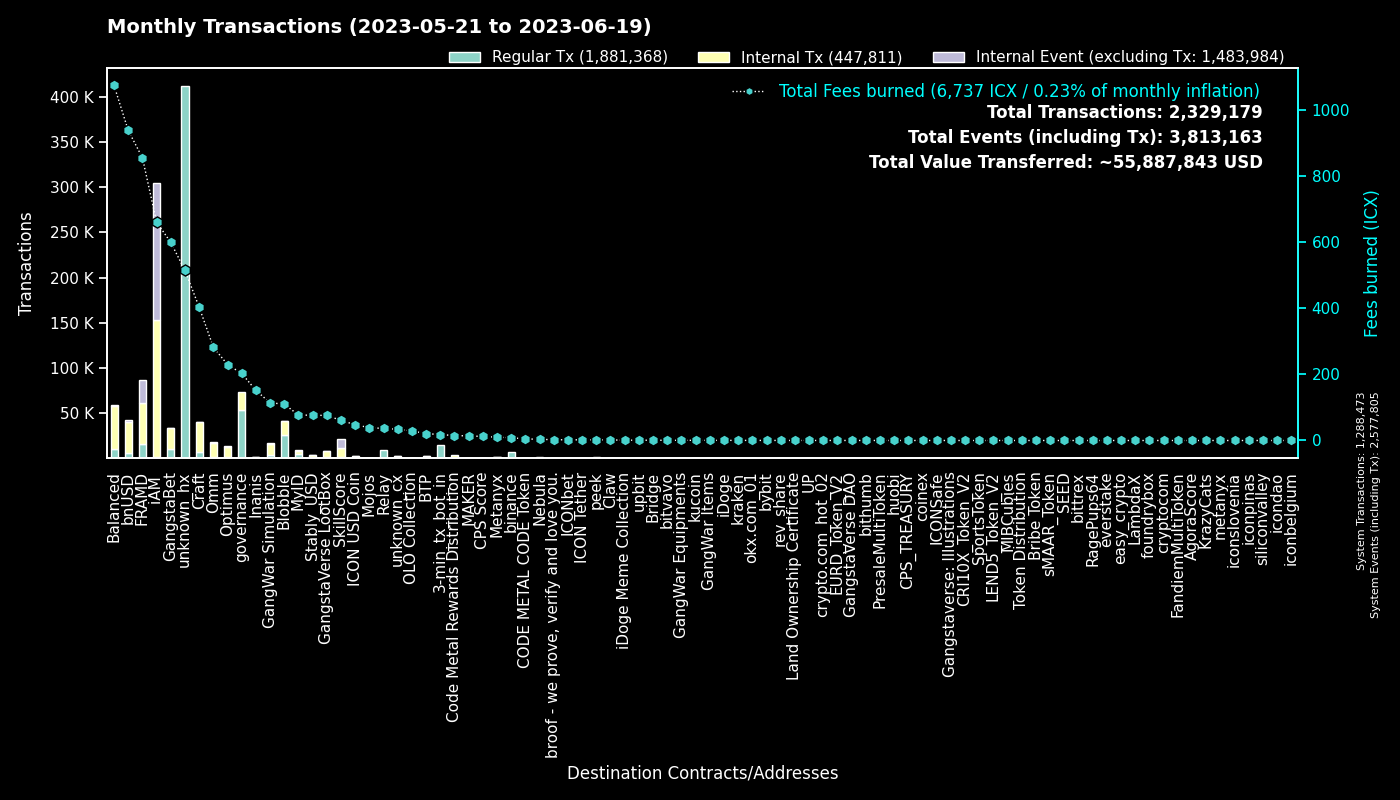 Monthly Transactions (2023-05-21 to 2023-06-19)
Regular Tx (1,881,368)
Internal Tx (447,811)
Internal Event (excluding Tx: 1,483,984)
Total Fees burned (6,737 ICX / 0.23% of monthly inflation)
Total Transactions: 2,329,179
Total Events (including Tx): 3,813,163
Total Value Transferred: ~55,887,843 USD
Transactions
400 K
350 K
300 K
250 K
200 K
150 K
100 K
50 K
1000
800
600
400
200
0
Fees burned (ICX)
System Transactions: 1,288,473
System Events (including Tx): 2,577,805
Balanced
bnUSD
FRAMD
iAM
GangstaBet
unknown_hx
Craft
Omm
Optimus
governance
Inanis
GangWar Simulation
Blobble
MyID
Stably_USD
GangstaVerse LootBox
SkillScore
ICON USD Coin
Mojos
Relay
unknown_cx
OLO Collection
BTP
3-min_tx_bot_in
Code Metal Rewards Distribution
MAKER
CPS Score
Metanyx
binance
CODE METAL CODE Token
Nebula
broof - we prove, verify and love you.
ICONbet
ICON Tether
peek
Claw
iDoge Meme Collection
upbit
Bridge
bitvavo
GangWar Equipments
kucoin
GangWar Items
iDoge
kraken
okx.com_01
bybit
rev_share
Land Ownership Certificate
UP
crypto.com_hot_02
EURD_Token_V2
GangstaVerse DAO
bithumb
PresaleMultiToken
huobi
CPS_TREASURY
coinex
ICONSafe
Gangstaverse: Illustrations
CRI10X_Token_V2
SportsToken
LEND5_Token_V2
MIBCubie
Token Distribution
Bribe Token
sMAAR_Token
SEED
bittrex
RagePups64
everstake
easy_crypto
LambdaX
foundrybox
cryptocom
FandiemMultiToken
AgoraScore
KrazyCats
metanyx
iconslovenia
iconpinas
siliconvalley
icondao
iconbelgium
Destination Contracts/Addresses